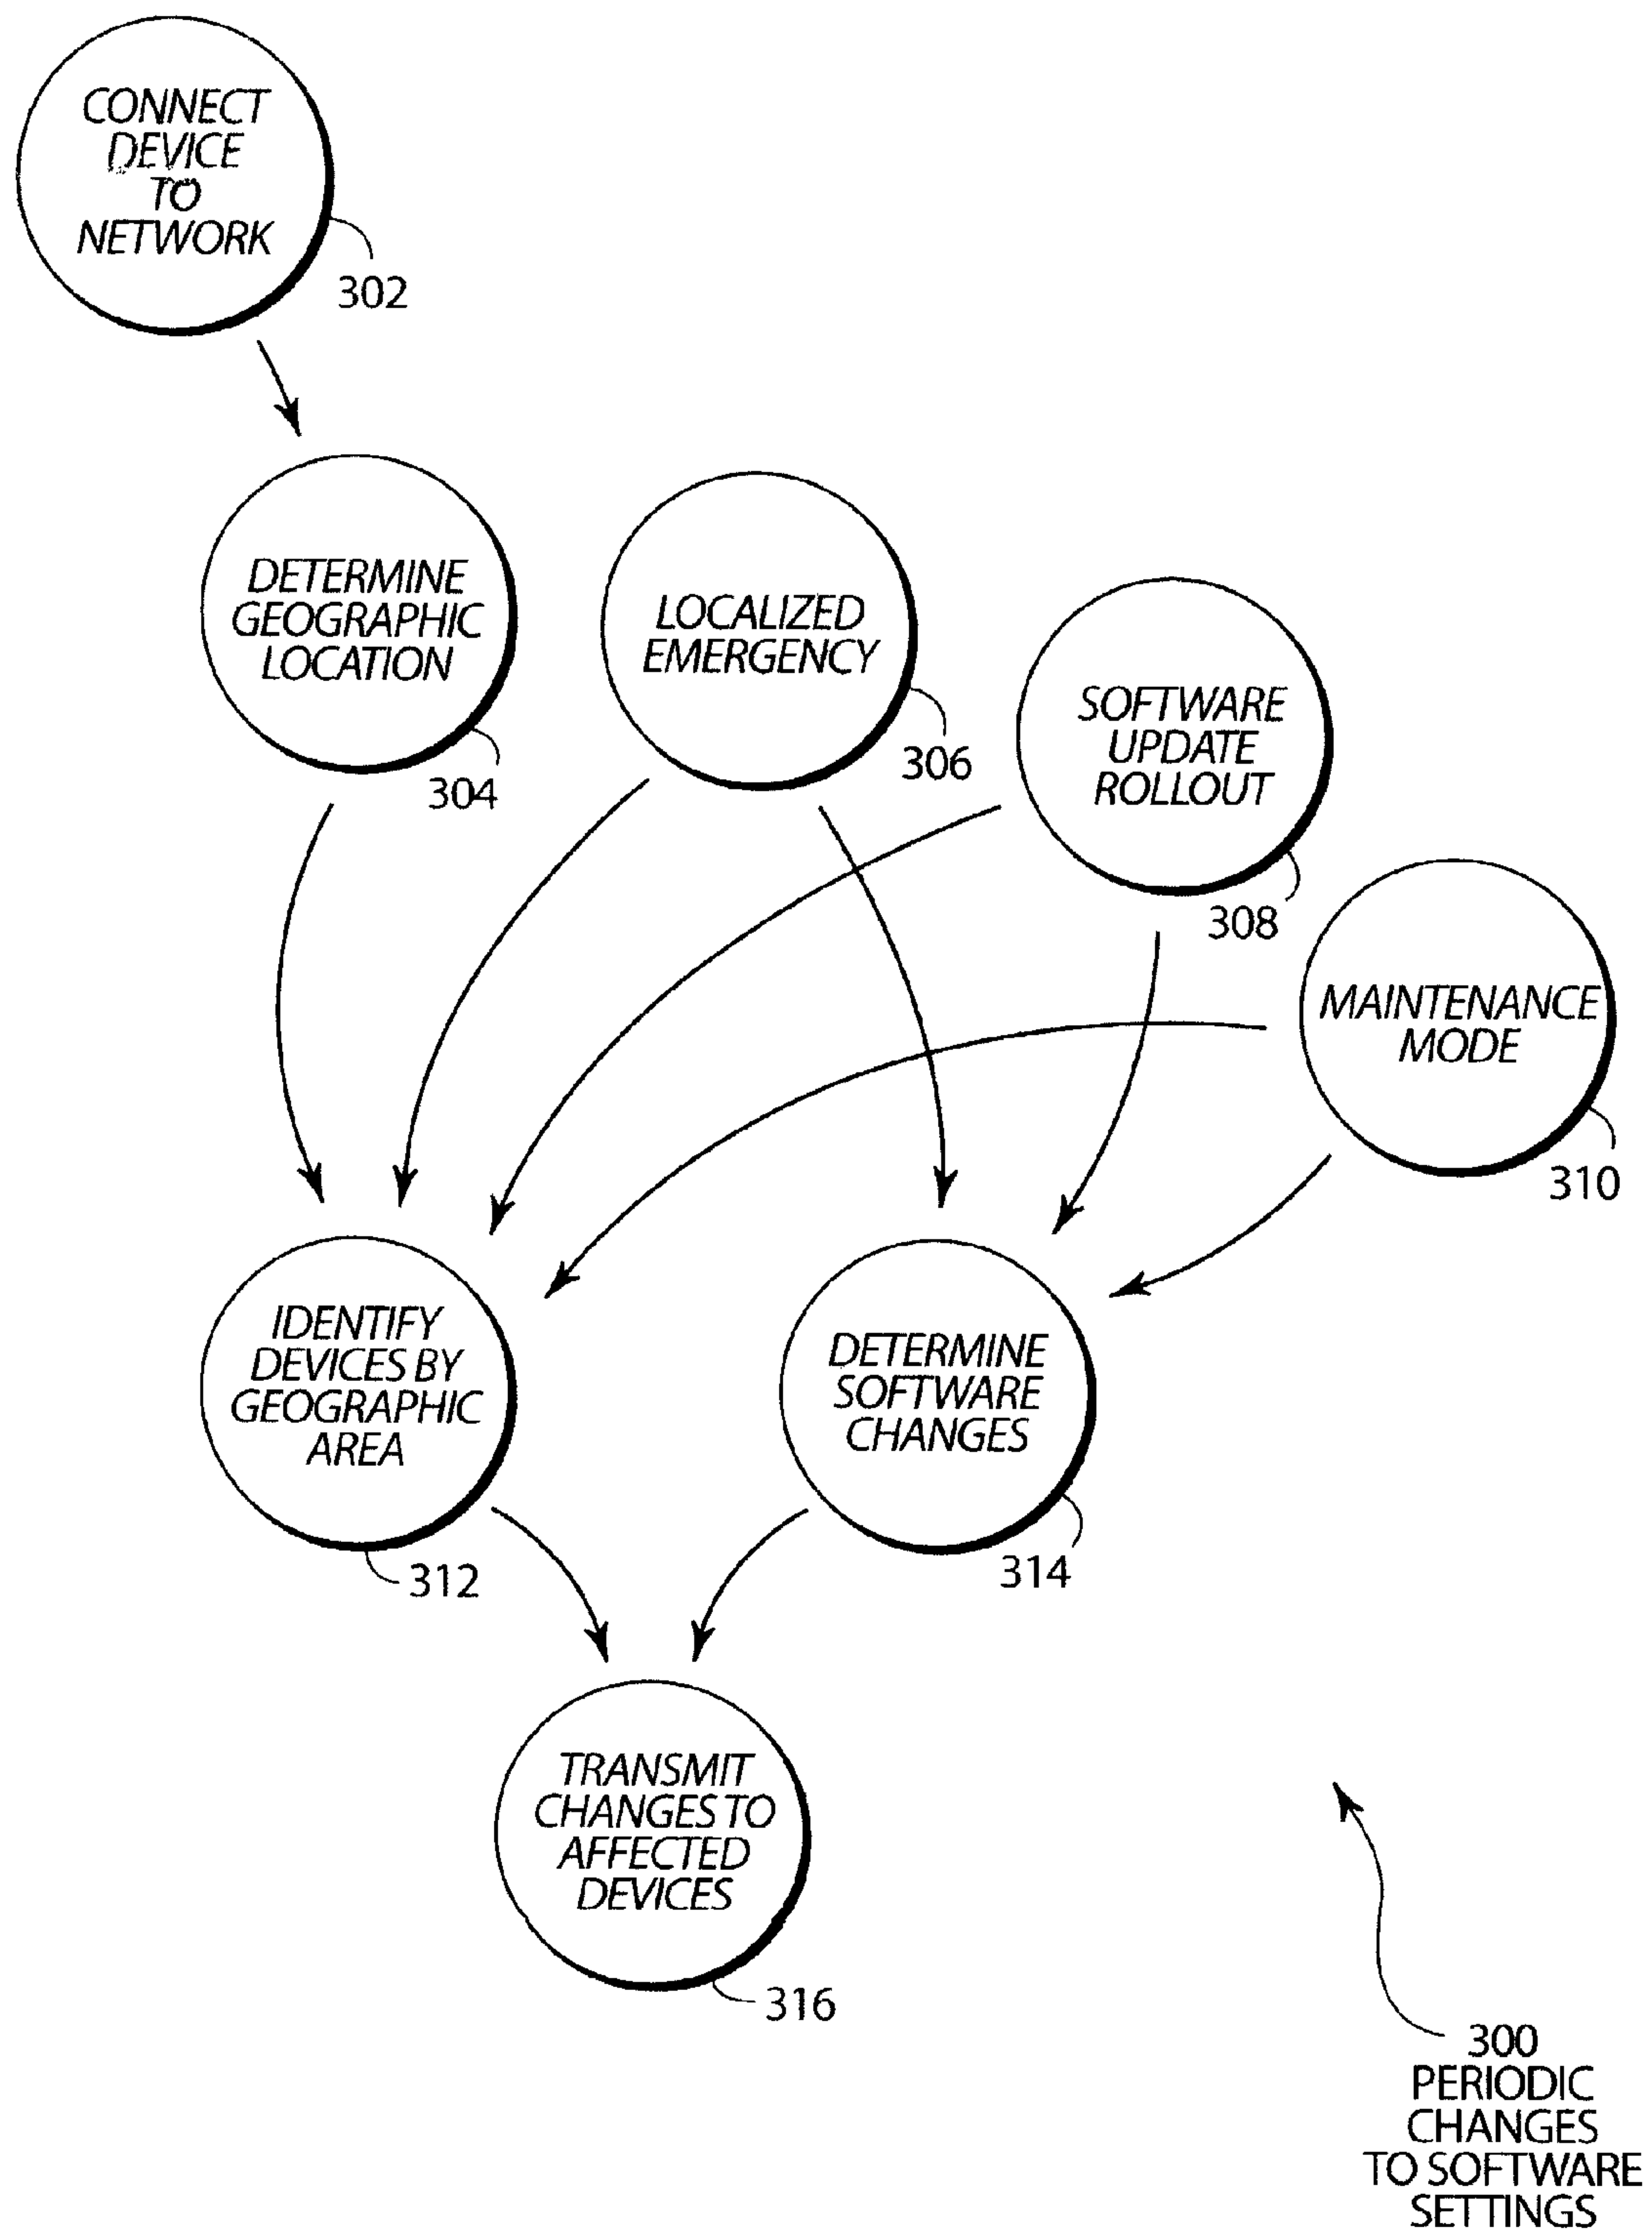 CONNECT
DEVICE
TO
NETWORK
302
DETERMINE
GEOGRAPHIC
LOCATION
304
LOCALIZED
EMERGENCY
306
SOFTWARE
UPDATE
ROLLOUT
308
MAINTENANCE
MODE
310
IDENTIFY
DEVICES BY
GEOGRAPHIC
AREA
312
DETERMINE
SOFTWARE
CHANGES
314
TRANSMIT
CHANGES TO
AFFECTED
DEVICES
316
300
PERIODIC
CHANGES
TO SOFTWARE
SETTINGS